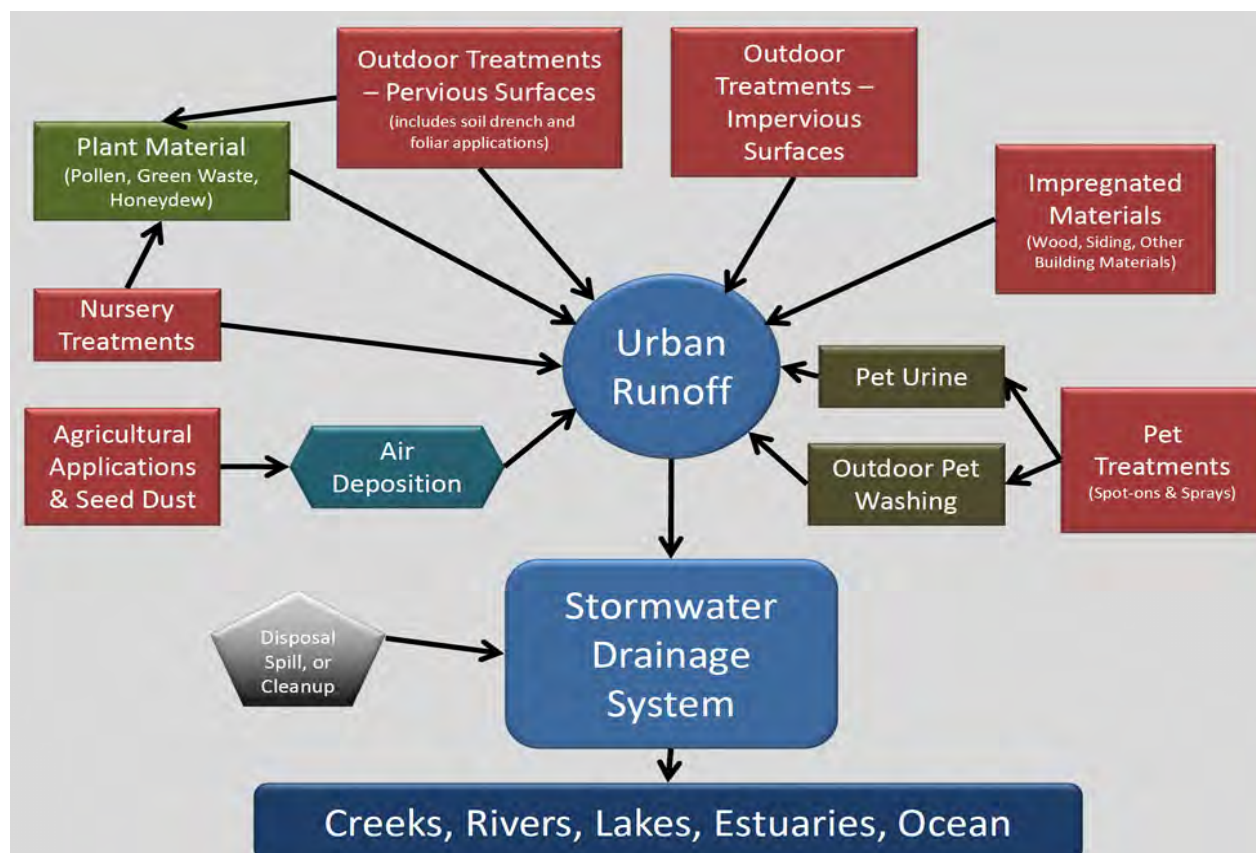 Outdoor Treatments
– Pervious Surfaces
(includes soil drench and
foliar applications)
Outdoor
Treatments –
Impervious
Surfaces
Plant Material
(Pollen, Green Waste,
Honeydew)
Impregnated
Materials
(Wood, Siding, Other
Building Materials)
Nursery
Treatments
Urban
Runoff
Pet Urine
Agricultural
Applications
& Seed Dust
Air
Deposition
Outdoor Pet
Washing
Pet
Treatments
(Spot-ons & Sprays)
Stormwater
Drainage
System
Disposal
Spill, or
Cleanup
Creeks, Rivers, Lakes, Estuaries, Ocean